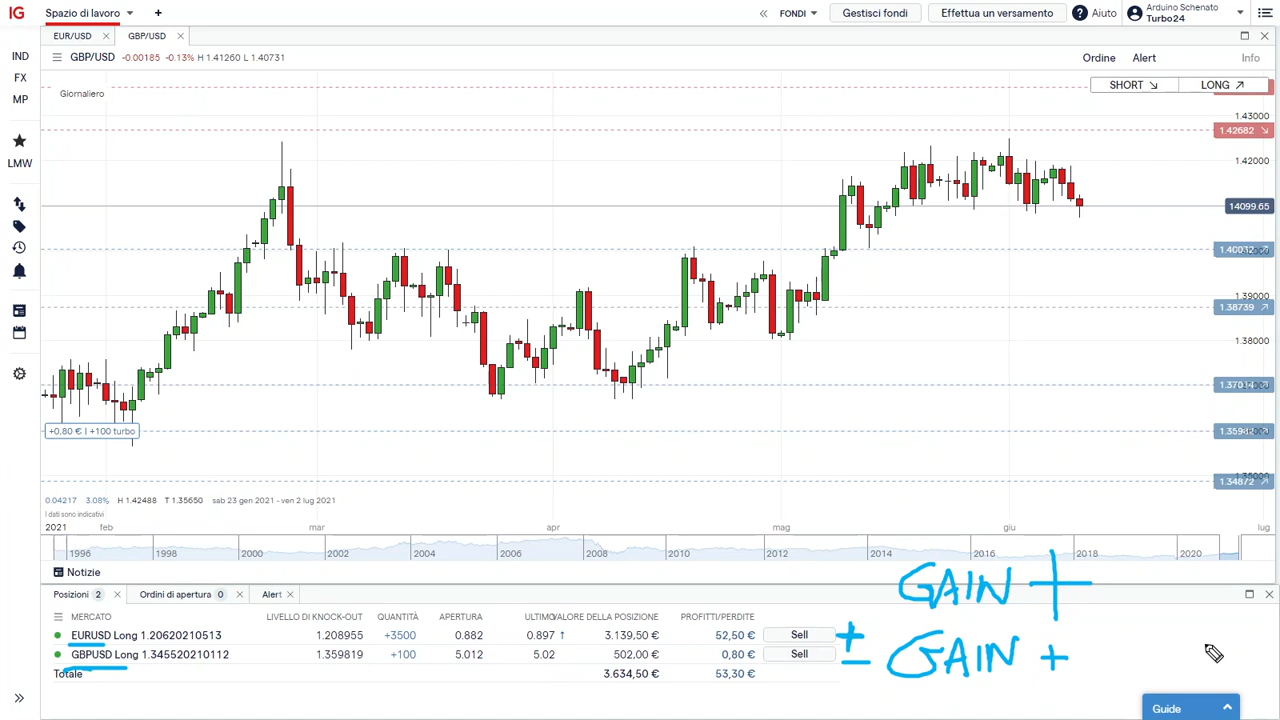 IG Spazio di lavoro + « FONDI Gestisci fondi Effettua un versamento ? Aiuto Arduino Schenato
Turbo24
EUR/USD GBP/USD
GBP/USD -0.00185 -0.13% H 1.41260 L 1.40731 Ordine Alert Info
IND
FX
MP
LMW
Giornaliero
SHORT LONG
1.43000
1.42682
1.42000
14099.65
1.38739
1.39000
1.38000
+0,80 € | +100 turbo
1.34872
0.04217 3.08% H 1.42488 T 1.35650 sab 23 gen 2021 - ven 2 lug 2021
I dati sono indicativi
2021 feb mar apr mag giu lug
1996 1998 2000 2002 2004 2006 2008 2010 2012 2014 2016 2018 2020
Notizie
Posizioni 2 Ordini di apertura 0 Alert
MERCATO LIVELLO DI KNOCK-OUT QUANTITÀ APERTURA ULTIMO VALORE DELLA POSIZIONE PROFITTI/PERDITE
EURUSD Long 1.20620210513 1.208955 +3500 0.882 0.897 ↑ 3.139,50 € 52,50 € Sell
GBPUSD Long 1.345520210112 1.359819 +100 5.012 5.02 502,00 € 0,80 € Sell
Totale 3.634,50 € 53,30 €
GAIN +
± GAIN +
Guide